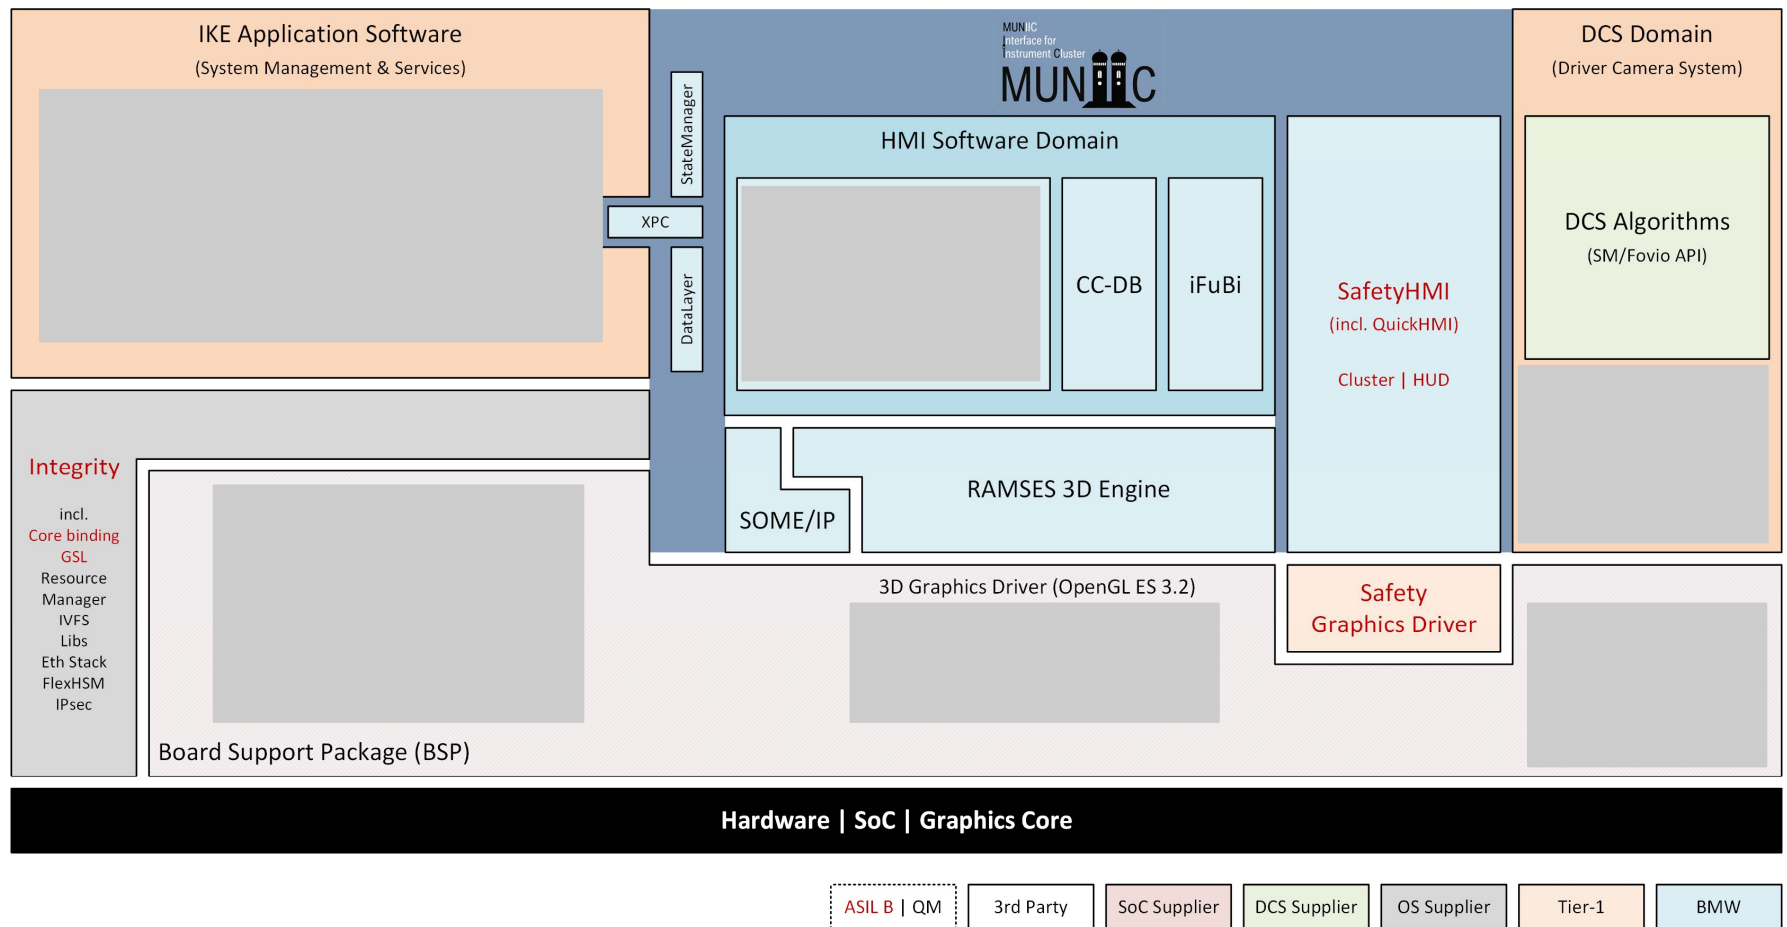 IKE Application Software
(System Management & Services)
StateManager
XPC
DataLayer
MUNIIC
Interface for
Instrument Cluster
MUNIIC
HMI Software Domain
CC-DB
iFuBi
SafetyHMI
(incl. QuickHMI)
Cluster | HUD
DCS Domain
(Driver Camera System)
DCS Algorithms
(SM/Fovio API)
Integrity
incl.
Core binding
GSL
Resource
Manager
IVFS
Libs
Eth Stack
FlexHSM
IPsec
SOME/IP
RAMSES 3D Engine
3D Graphics Driver (OpenGL ES 3.2)
Safety
Graphics Driver
Board Support Package (BSP)
Hardware | SoC | Graphics Core
ASIL B | QM
3rd Party
SoC Supplier
DCS Supplier
OS Supplier
Tier-1
BMW